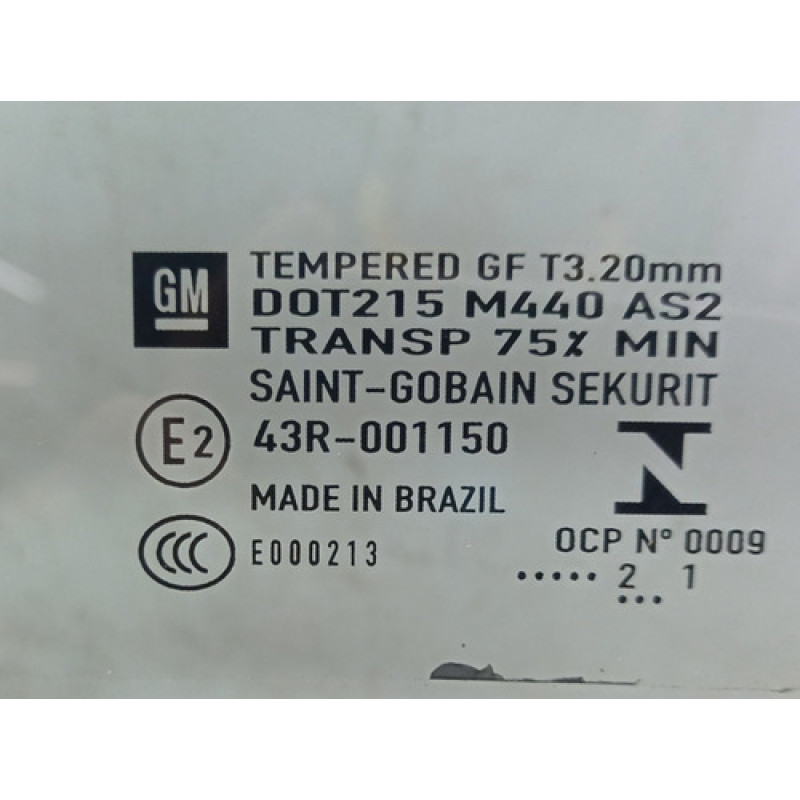 GM
TEMPERED GF T3.20mm
DOT215 M440 AS2
TRANSP 75% MIN
SAINT-GOBAIN SEKURIT
E2 43R-001150
MADE IN BRAZIL
CCC E000213
N
OCP N° 0009
..... 2 1
...